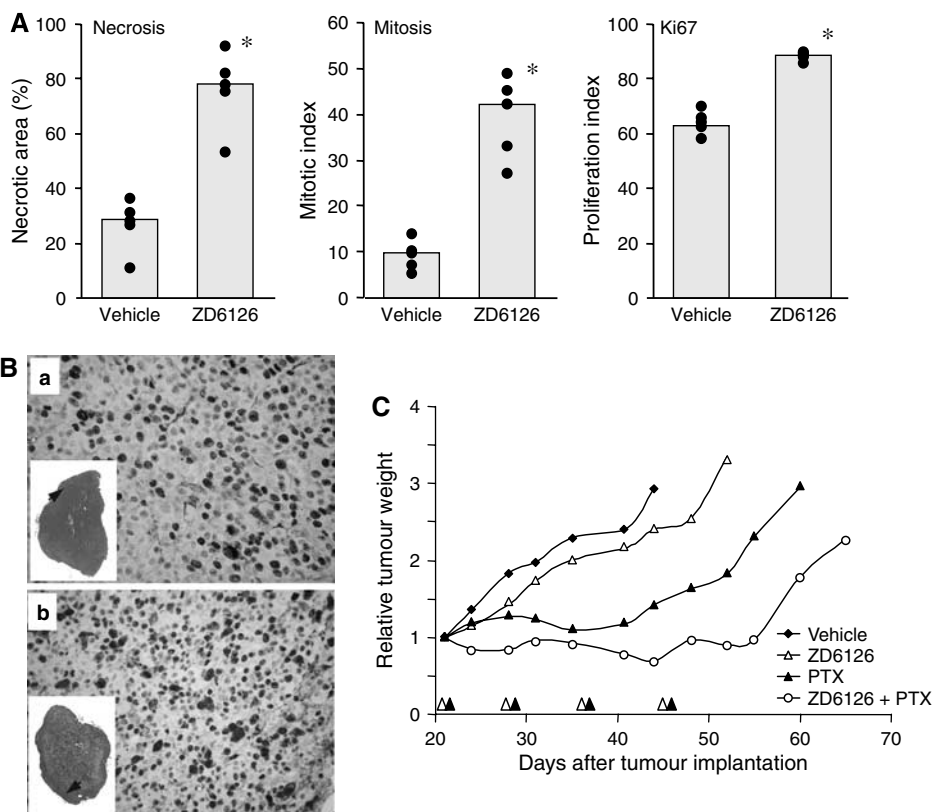 A
Necrosis
Necrotic area (%)
100
80
60
40
20
0
Vehicle ZD6126
*
Mitosis
Mitotic index
60
50
40
30
20
10
0
Vehicle ZD6126
*
Ki67
Proliferation index
100
80
60
40
20
0
Vehicle ZD6126
*
B
a
b
C
Relative tumour weight
4
3
2
1
0
Vehicle
ZD6126
PTX
ZD6126 + PTX
20 30 40 50 60 70
Days after tumour implantation